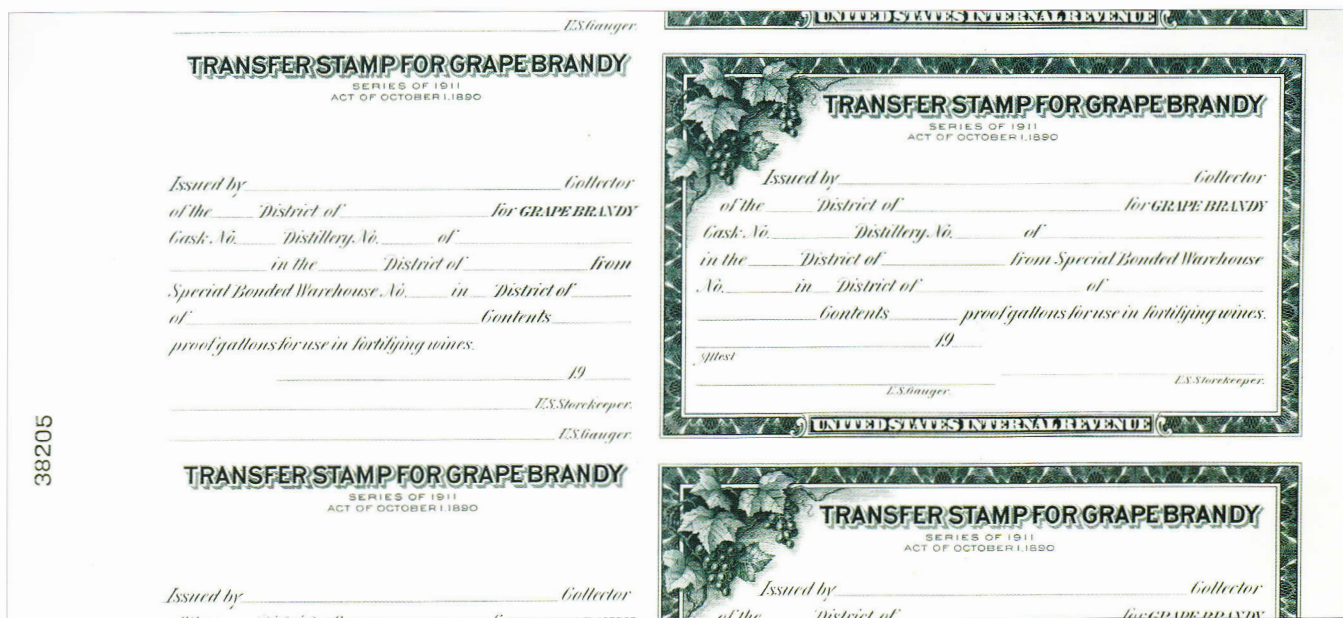 U.S. Gauger.
TRANSFER STAMP FOR GRAPE BRANDY
SERIES OF 1911
ACT OF OCTOBER 1, 1890
Issued by Collector
of the District of for GRAPE BRANDY
Cask No. Distillery No. of
in the District of from
Special Bonded Warehouse No. in District of
of Contents
proof gallons for use in fortifying wines.
19
U.S. Storekeeper.
U.S. Gauger.
38205
TRANSFER STAMP FOR GRAPE BRANDY
SERIES OF 1911
ACT OF OCTOBER 1, 1890
Issued by Collector
UNITED STATES INTERNAL REVENUE
TRANSFER STAMP FOR GRAPE BRANDY
SERIES OF 1911
ACT OF OCTOBER 1, 1890
Issued by Collector
of the District of for GRAPE BRANDY
Cask No. Distillery No. of
in the District of from Special Bonded Warehouse
No. in District of of
Contents proof gallons for use in fortifying wines.
19
Attest
U.S. Gauger. U.S. Storekeeper.
UNITED STATES INTERNAL REVENUE
TRANSFER STAMP FOR GRAPE BRANDY
SERIES OF 1911
ACT OF OCTOBER 1, 1890
Issued by Collector
of the District of for GRAPE BRANDY